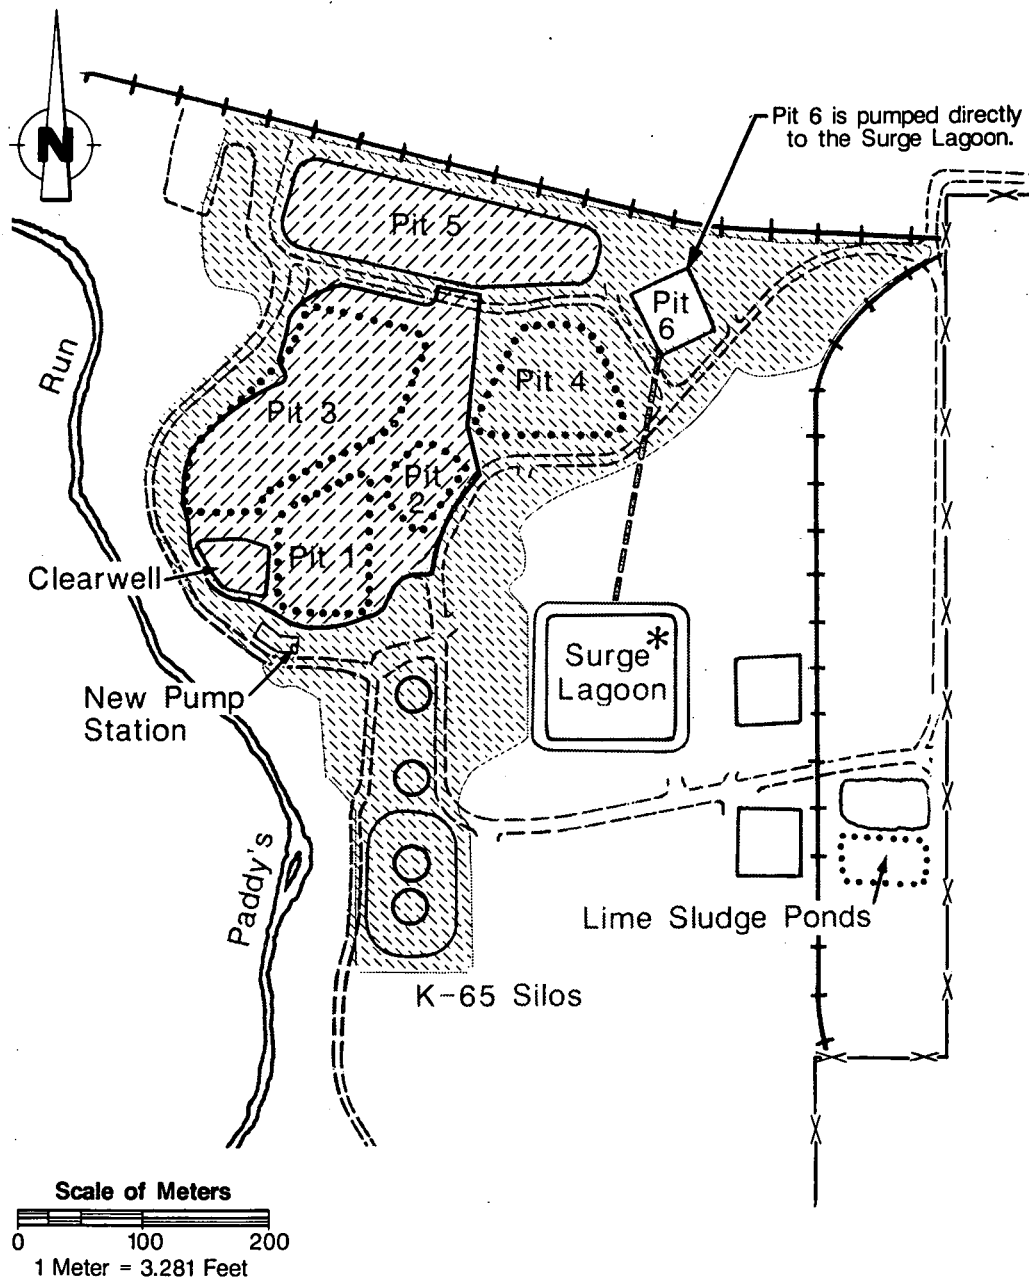 Pit 6 is pumped directly
to the Surge Lagoon.
N
Pit 5
Pit
6
Run
Pit 4
Pit 3
Pit
2
Pit 1
Clearwell
Surge*
Lagoon
New Pump
Station
Paddy's
Lime Sludge Ponds
K-65 Silos
Scale of Meters
0 100 200
1 Meter = 3.281 Feet